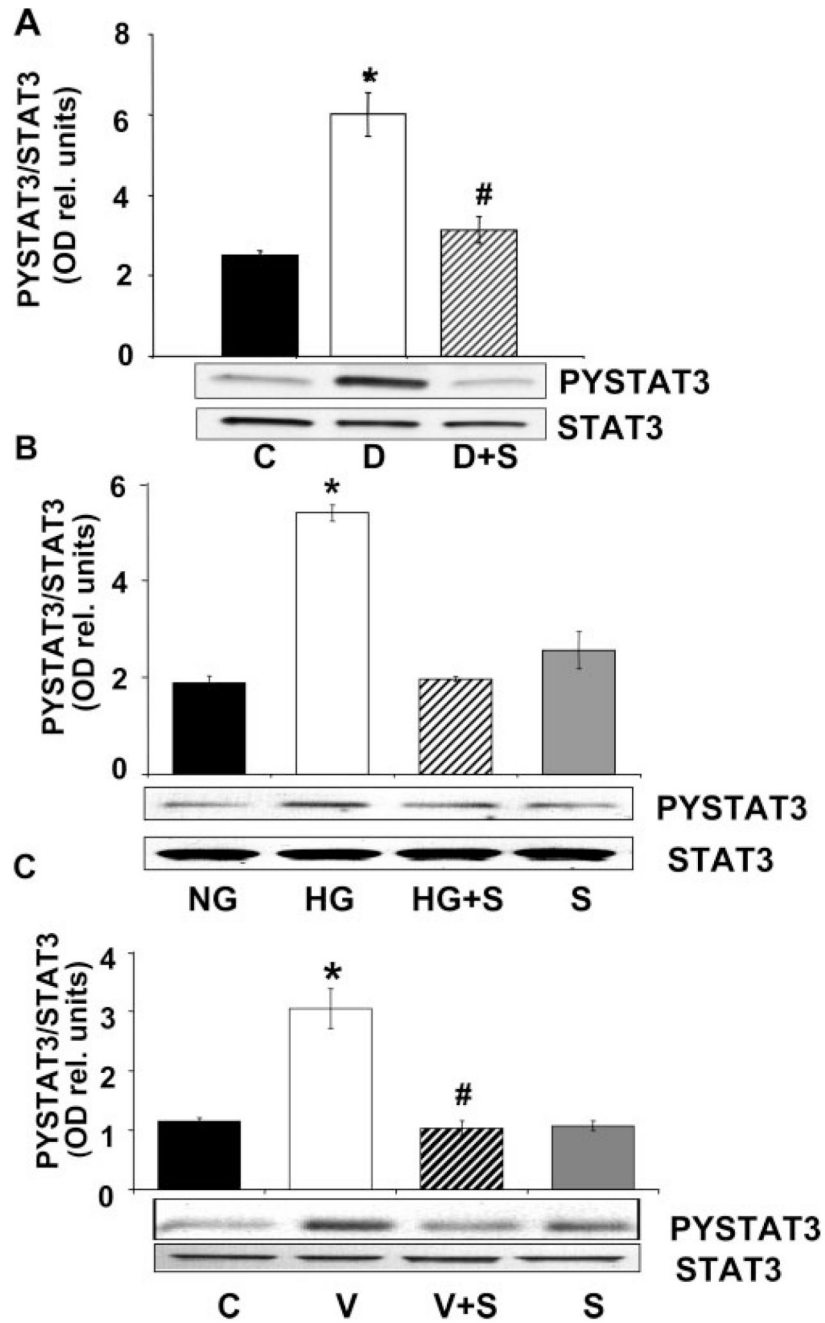 A
PYSTAT3/STAT3
(OD rel. units)
8
6
4
2
0
*
#
PYSTAT3
STAT3
C D D+S
B
PYSTAT3/STAT3
(OD rel. units)
6
4
2
0
*
PYSTAT3
STAT3
NG HG HG+S S
C
PYSTAT3/STAT3
(OD rel. units)
4
3
2
1
0
*
#
PYSTAT3
STAT3
C V V+S S